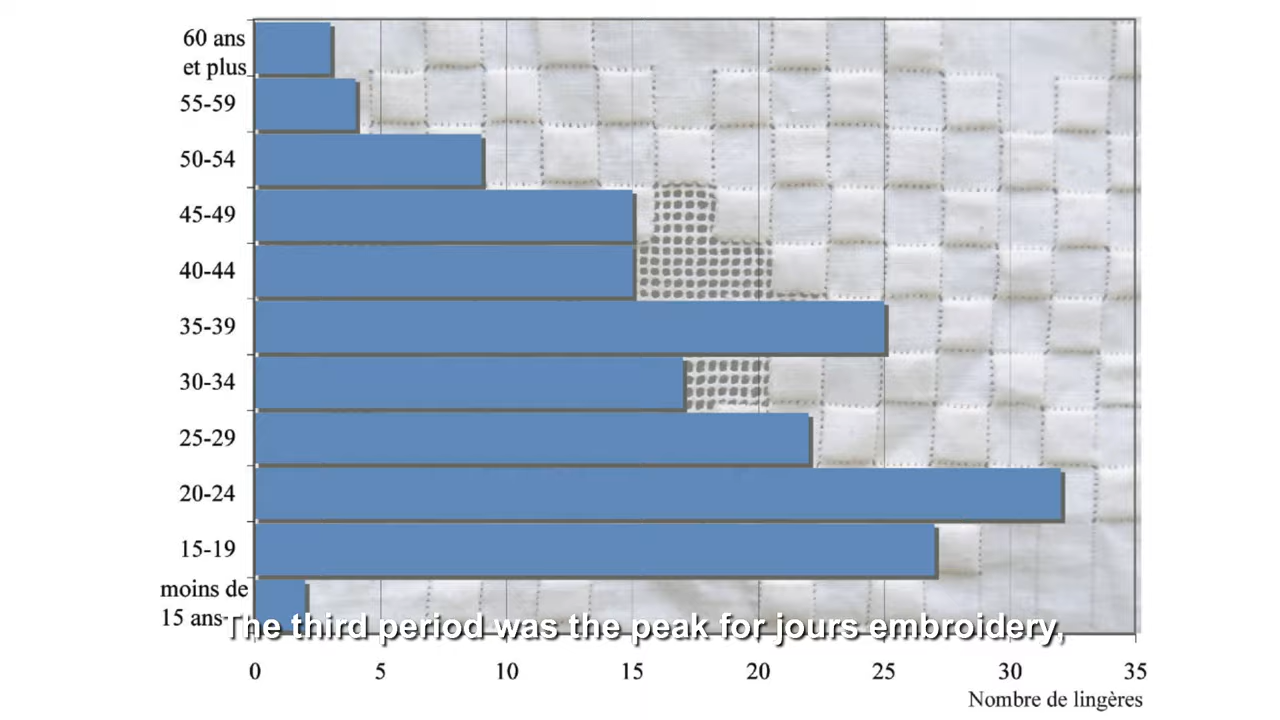 60 ans
et plus
55-59
50-54
45-49
40-44
35-39
30-34
25-29
20-24
15-19
moins de
15 ans
The third period was the peak for jours embroidery,
0 5 10 15 20 25 30 35
Nombre de lingères